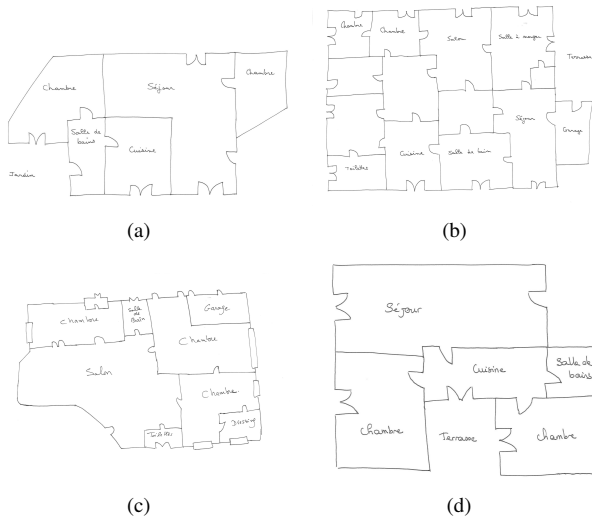 Chambre
Séjour
Chambre
Salle de
bains
Cuisine
Jardin
(a)
Chambre
Chambre
Salon
Salle à manger
Terrasse
Séjour
Garage
Cuisine
Salle de bain
Toilettes
(b)
Chambre
Salle
de
Bain
Garage
Chambre
Salon
Chambre
Toilettes
Dressing
(c)
Séjour
Cuisine
Salle de
bains
Chambre
Terrasse
Chambre
(d)